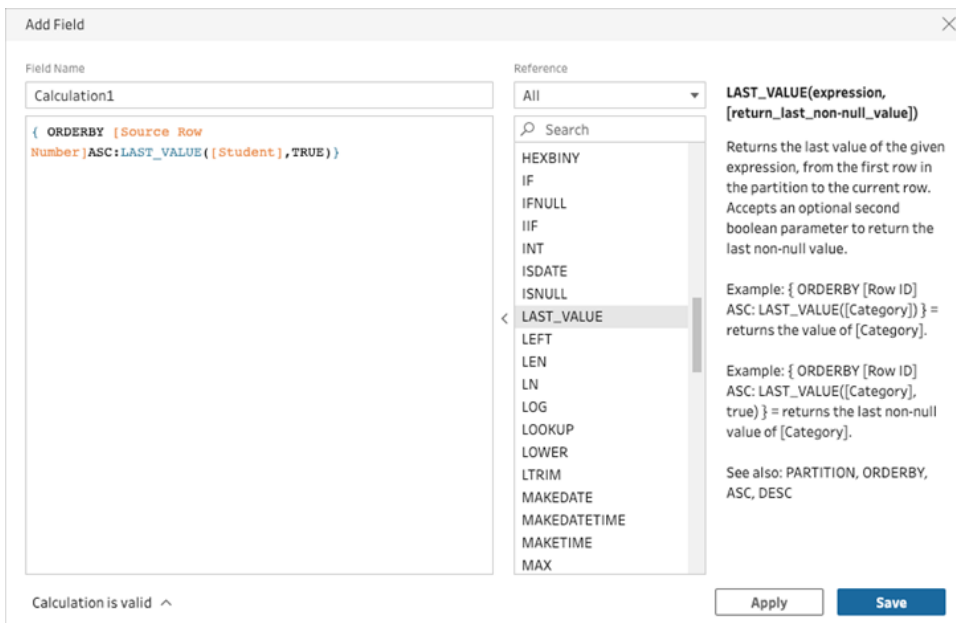 Add Field
Field Name
Calculation1
{ ORDERBY [Source Row
Number]ASC:LAST_VALUE([Student],TRUE)}
Reference
All
Search
HEXBINY
IF
IFNULL
IIF
INT
ISDATE
ISNULL
LAST_VALUE
LEFT
LEN
LN
LOG
LOOKUP
LOWER
LTRIM
MAKEDATE
MAKEDATETIME
MAKETIME
MAX
LAST_VALUE(expression,
[return_last_non-null_value])
Returns the last value of the given
expression, from the first row in
the partition to the current row.
Accepts an optional second
boolean parameter to return the
last non-null value.
Example: { ORDERBY [Row ID]
ASC: LAST_VALUE([Category]) } =
returns the value of [Category].
Example: { ORDERBY [Row ID]
ASC: LAST_VALUE([Category],
true) } = returns the last non-null
value of [Category].
See also: PARTITION, ORDERBY,
ASC, DESC
Calculation is valid
Apply
Save